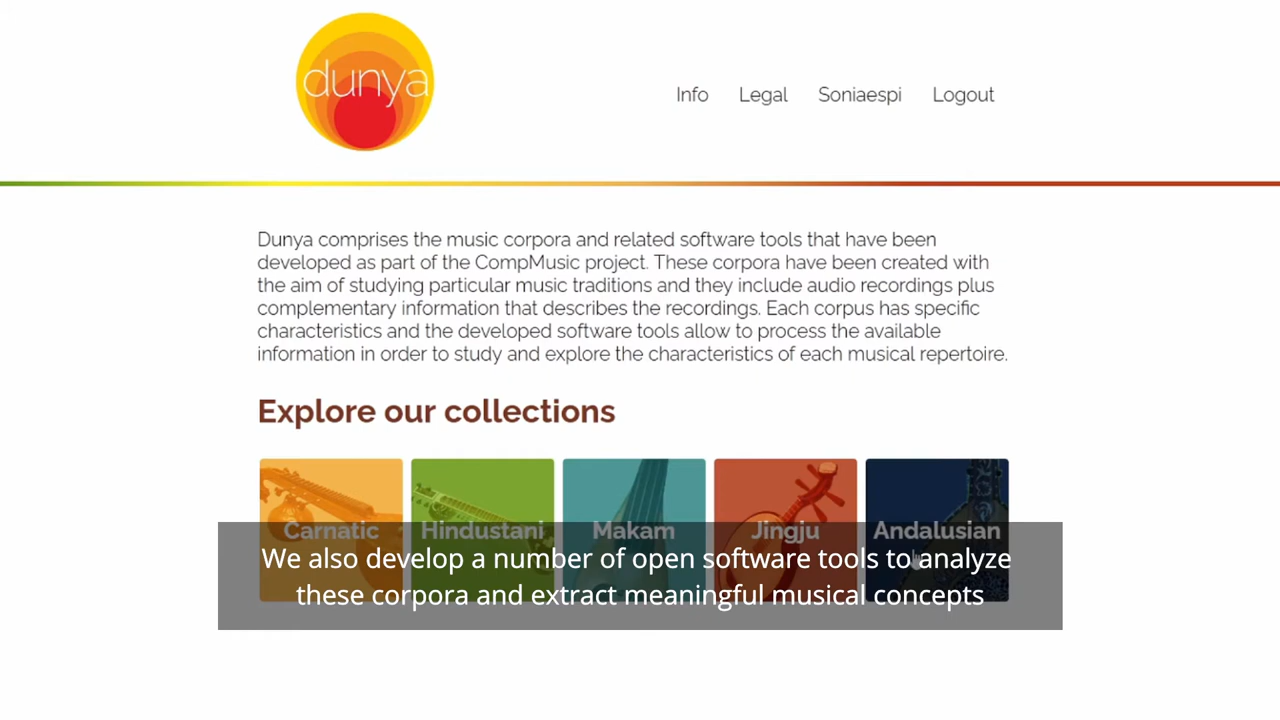 dunya
Info Legal Soniaespi Logout
Dunya comprises the music corpora and related software tools that have been
developed as part of the CompMusic project. These corpora have been created with
the aim of studying particular music traditions and they include audio recordings plus
complementary information that describes the recordings. Each corpus has specific
characteristics and the developed software tools allow to process the available
information in order to study and explore the characteristics of each musical repertoire.
Explore our collections
Carnatic Hindustani Makam Jingju Andalusian
We also develop a number of open software tools to analyze
these corpora and extract meaningful musical concepts